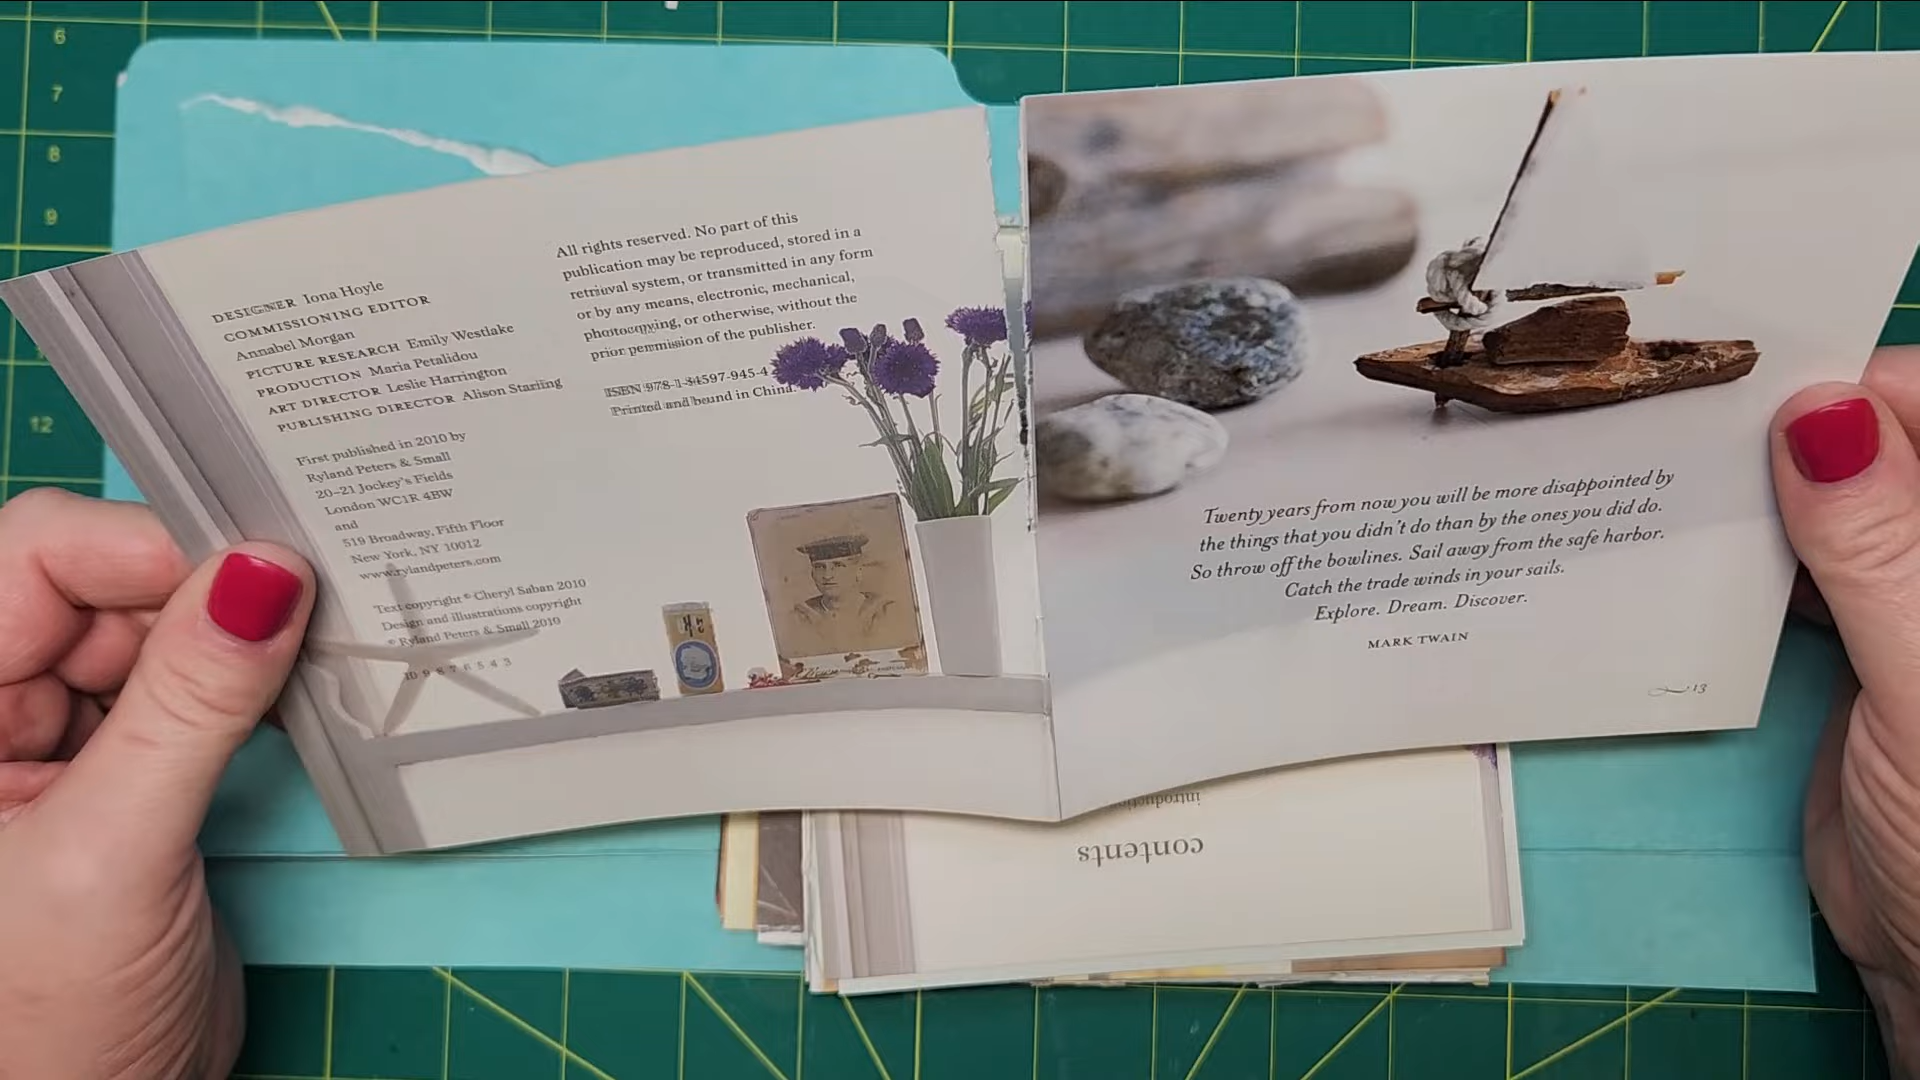 DESIGNER Iona Hoyle
COMMISSIONING EDITOR
Annabel Morgan
PICTURE RESEARCH Emily Westlake
PRODUCTION Maria Petalidou
ART DIRECTOR Leslie Harrington
PUBLISHING DIRECTOR Alison Starling
First published in 2010 by
Ryland Peters & Small
20–21 Jockey's Fields
London WC1R 4BW
and
519 Broadway, Fifth Floor
New York, NY 10012
www.rylandpeters.com
Text copyright © Cheryl Saban 2010
Design and illustrations copyright
© Ryland Peters & Small 2010
10 9 8 7 6 5 4 3
All rights reserved. No part of this
publication may be reproduced, stored in a
retrieval system, or transmitted in any form
or by any means, electronic, mechanical,
photocopying, or otherwise, without the
prior permission of the publisher.
ISBN 978-1-84597-945-4
Printed and bound in China.
Twenty years from now you will be more disappointed by
the things that you didn't do than by the ones you did do.
So throw off the bowlines. Sail away from the safe harbor.
Catch the trade winds in your sails.
Explore. Dream. Discover.
MARK TWAIN
13
introduction
contents
6
7
8
9
12